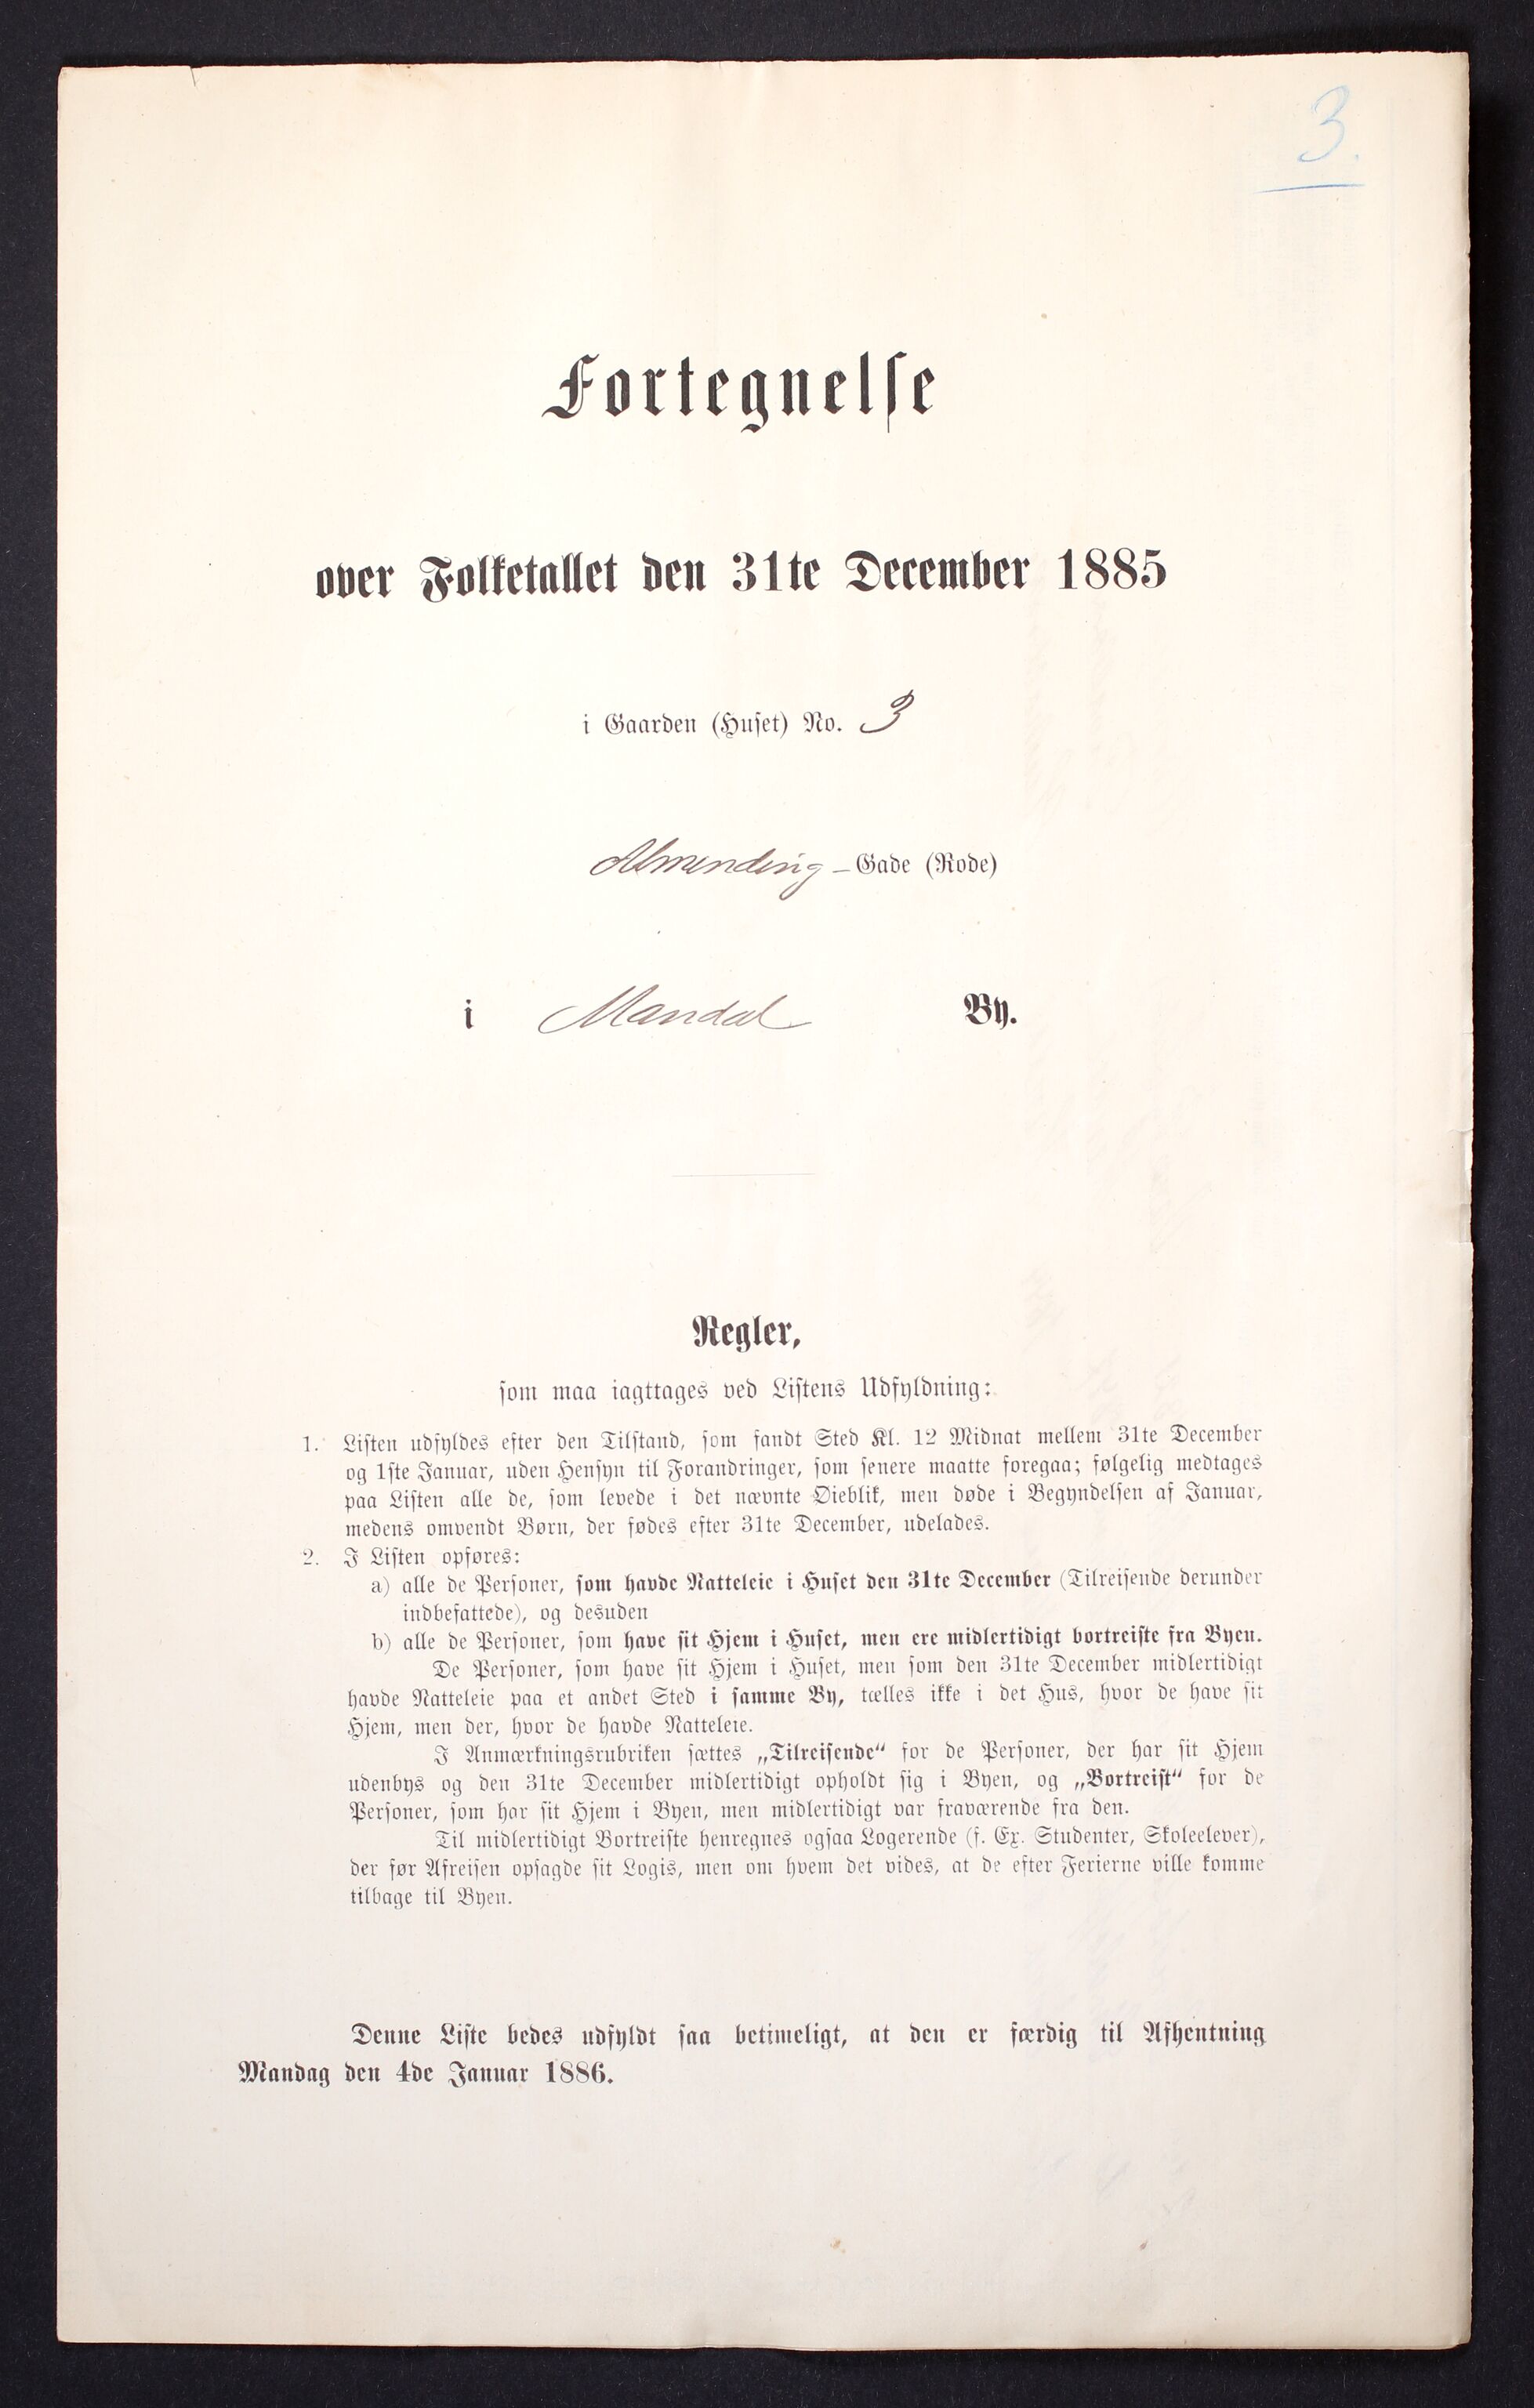 3.
Fortegnelse
over Folketallet den 31te December 1885
i Gaarden (Huset) No. 3
Almending - Gade (Rode)
i Mandal By.
Regler,
som maa iagttages ved Listens Udfyldning:
1. Listen udfyldes efter den Tilstand, som fandt Sted Kl. 12 Midnat mellem 31te December
og 1ste Januar, uden Hensyn til Forandringer, som senere maatte foregaa; følgelig medtages
paa Listen alle de, som levede i det nævnte Øieblik, men døde i Begyndelsen af Januar,
medens omvendt Børn, der fødes efter 31te December, udelades.
2. I Listen opføres:
a) alle de Personer, som havde Natteleie i Huset den 31te December (Tilreisende derunder
indbefattede), og desuden
b) alle de Personer, som have sit Hjem i Huset, men ere midlertidigt bortreiste fra Byen.
De Personer, som have sit Hjem i Huset, men som den 31te December midlertidigt
havde Natteleie paa et andet Sted i samme By, tælles ikke i det Hus, hvor de have sit
Hjem, men der, hvor de havde Natteleie.
I Anmærkningsrubriken sættes „Tilreisende“ for de Personer, der har sit Hjem
udenbys og den 31te December midlertidigt opholdt sig i Byen, og „Bortreist“ for de
Personer, som har sit Hjem i Byen, men midlertidigt var fraværende fra den.
Til midlertidigt Bortreiste henregnes ogsaa Logerende (f. Ex. Studenter, Skoleelever),
der før Afreisen opsagde sit Logis, men om hvem det vides, at de efter Ferierne ville komme
tilbage til Byen.
Denne Liste bedes udfyldt saa betimeligt, at den er færdig til Afhentning
Mandag den 4de Januar 1886.